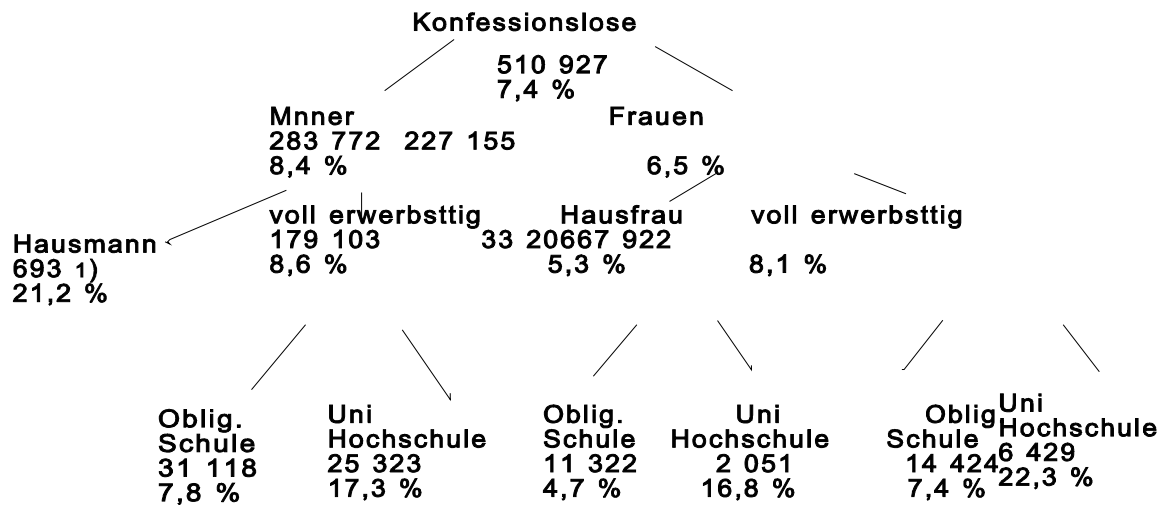 Konfessionslose
510 927
7,4 %
Mnner
Frauen
283 772 227 155
8,4 %
6,5 %
Hausmann
693 1)
21,2 %
voll erwerbsttig
Hausfrau
voll erwerbsttig
179 103
33 20667 922
8,6 %
5,3 %
8,1 %
Oblig.
Schule
31 118
7,8 %
Uni
Hochschule
25 323
17,3 %
Oblig.
Schule
11 322
4,7 %
Uni
Hochschule
2 051
16,8 %
Oblig
Schule
14 424
7,4 %
Uni
Hochschule
6 429
22,3 %